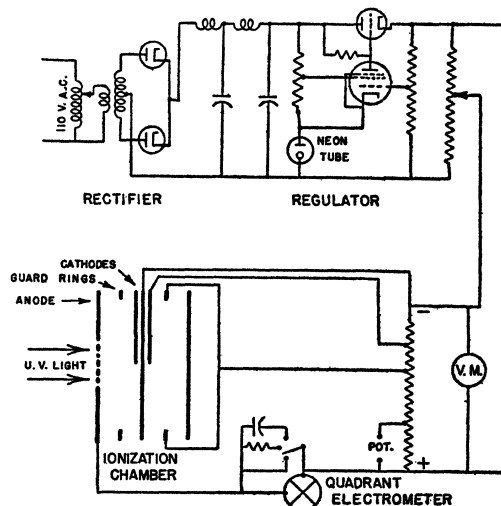 110 V. A.C.
NEON
TUBE
RECTIFIER
REGULATOR
CATHODES
GUARD RINGS
ANODE
U.V. LIGHT
IONIZATION
CHAMBER
−
V. M.
POT.
+
QUADRANT
ELECTROMETER